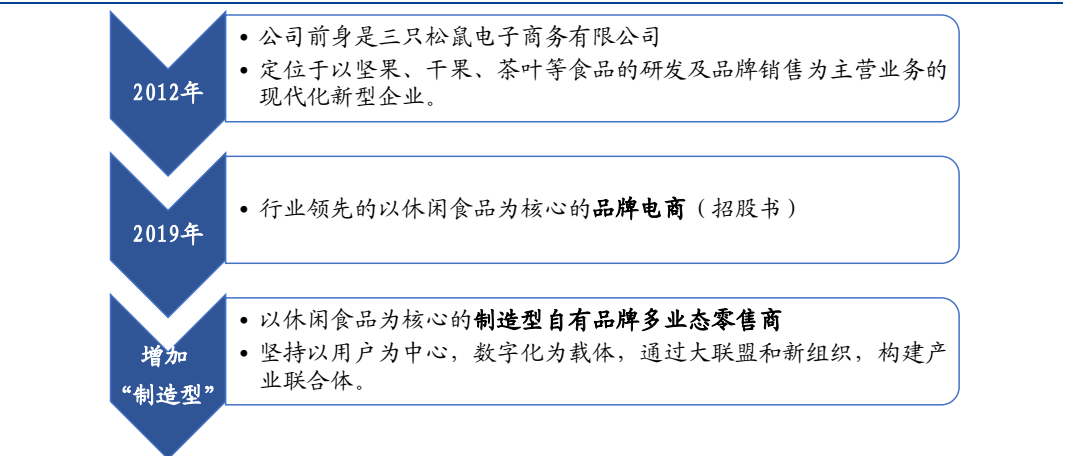 2012年
• 公司前身是三只松鼠电子商务有限公司
• 定位于以坚果、干果、茶叶等食品的研发及品牌销售为主营业务的
现代化新型企业。
2019年
• 行业领先的以休闲食品为核心的品牌电商（招股书）
增加
“制造型”
• 以休闲食品为核心的制造型自有品牌多业态零售商
• 坚持以用户为中心，数字化为载体，通过大联盟和新组织，构建产
业联合体。